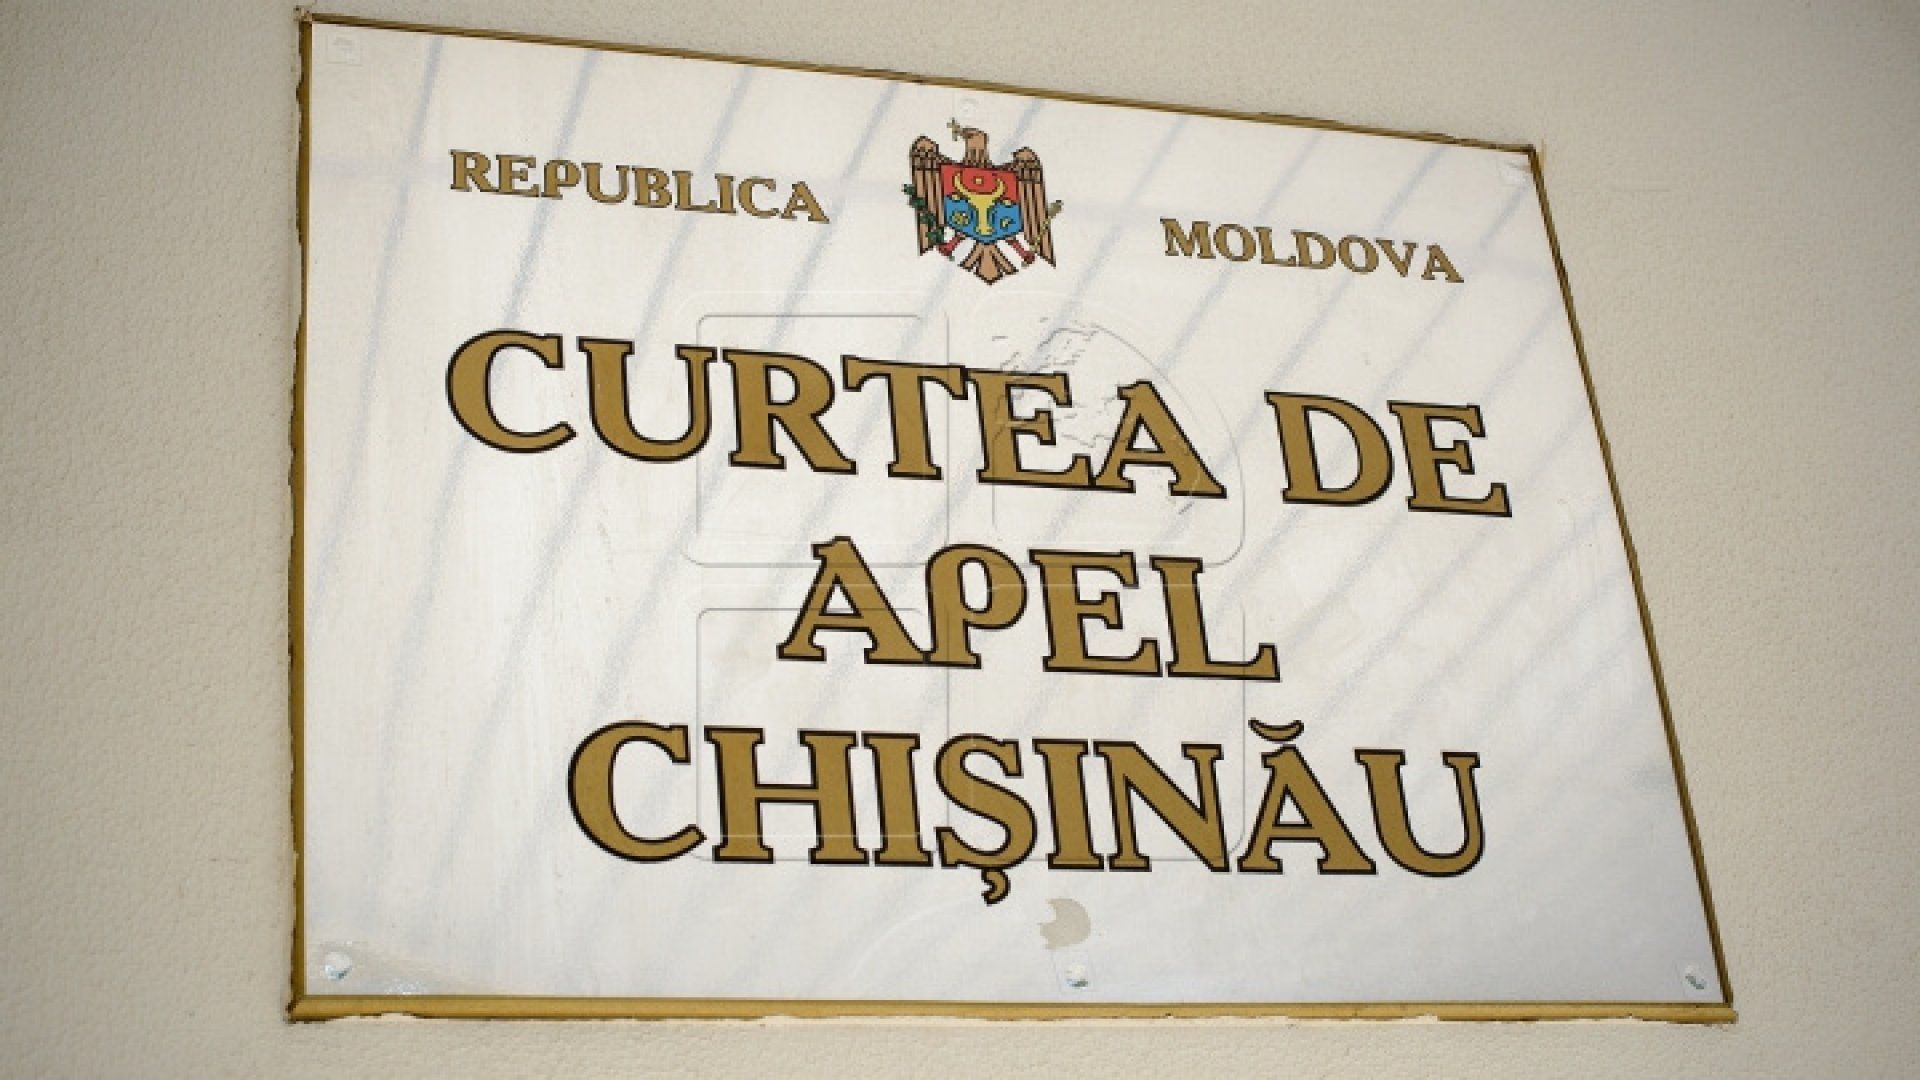 REPUBLICA MOLDOVA
CURTEA DE
APEL
CHIȘINĂU